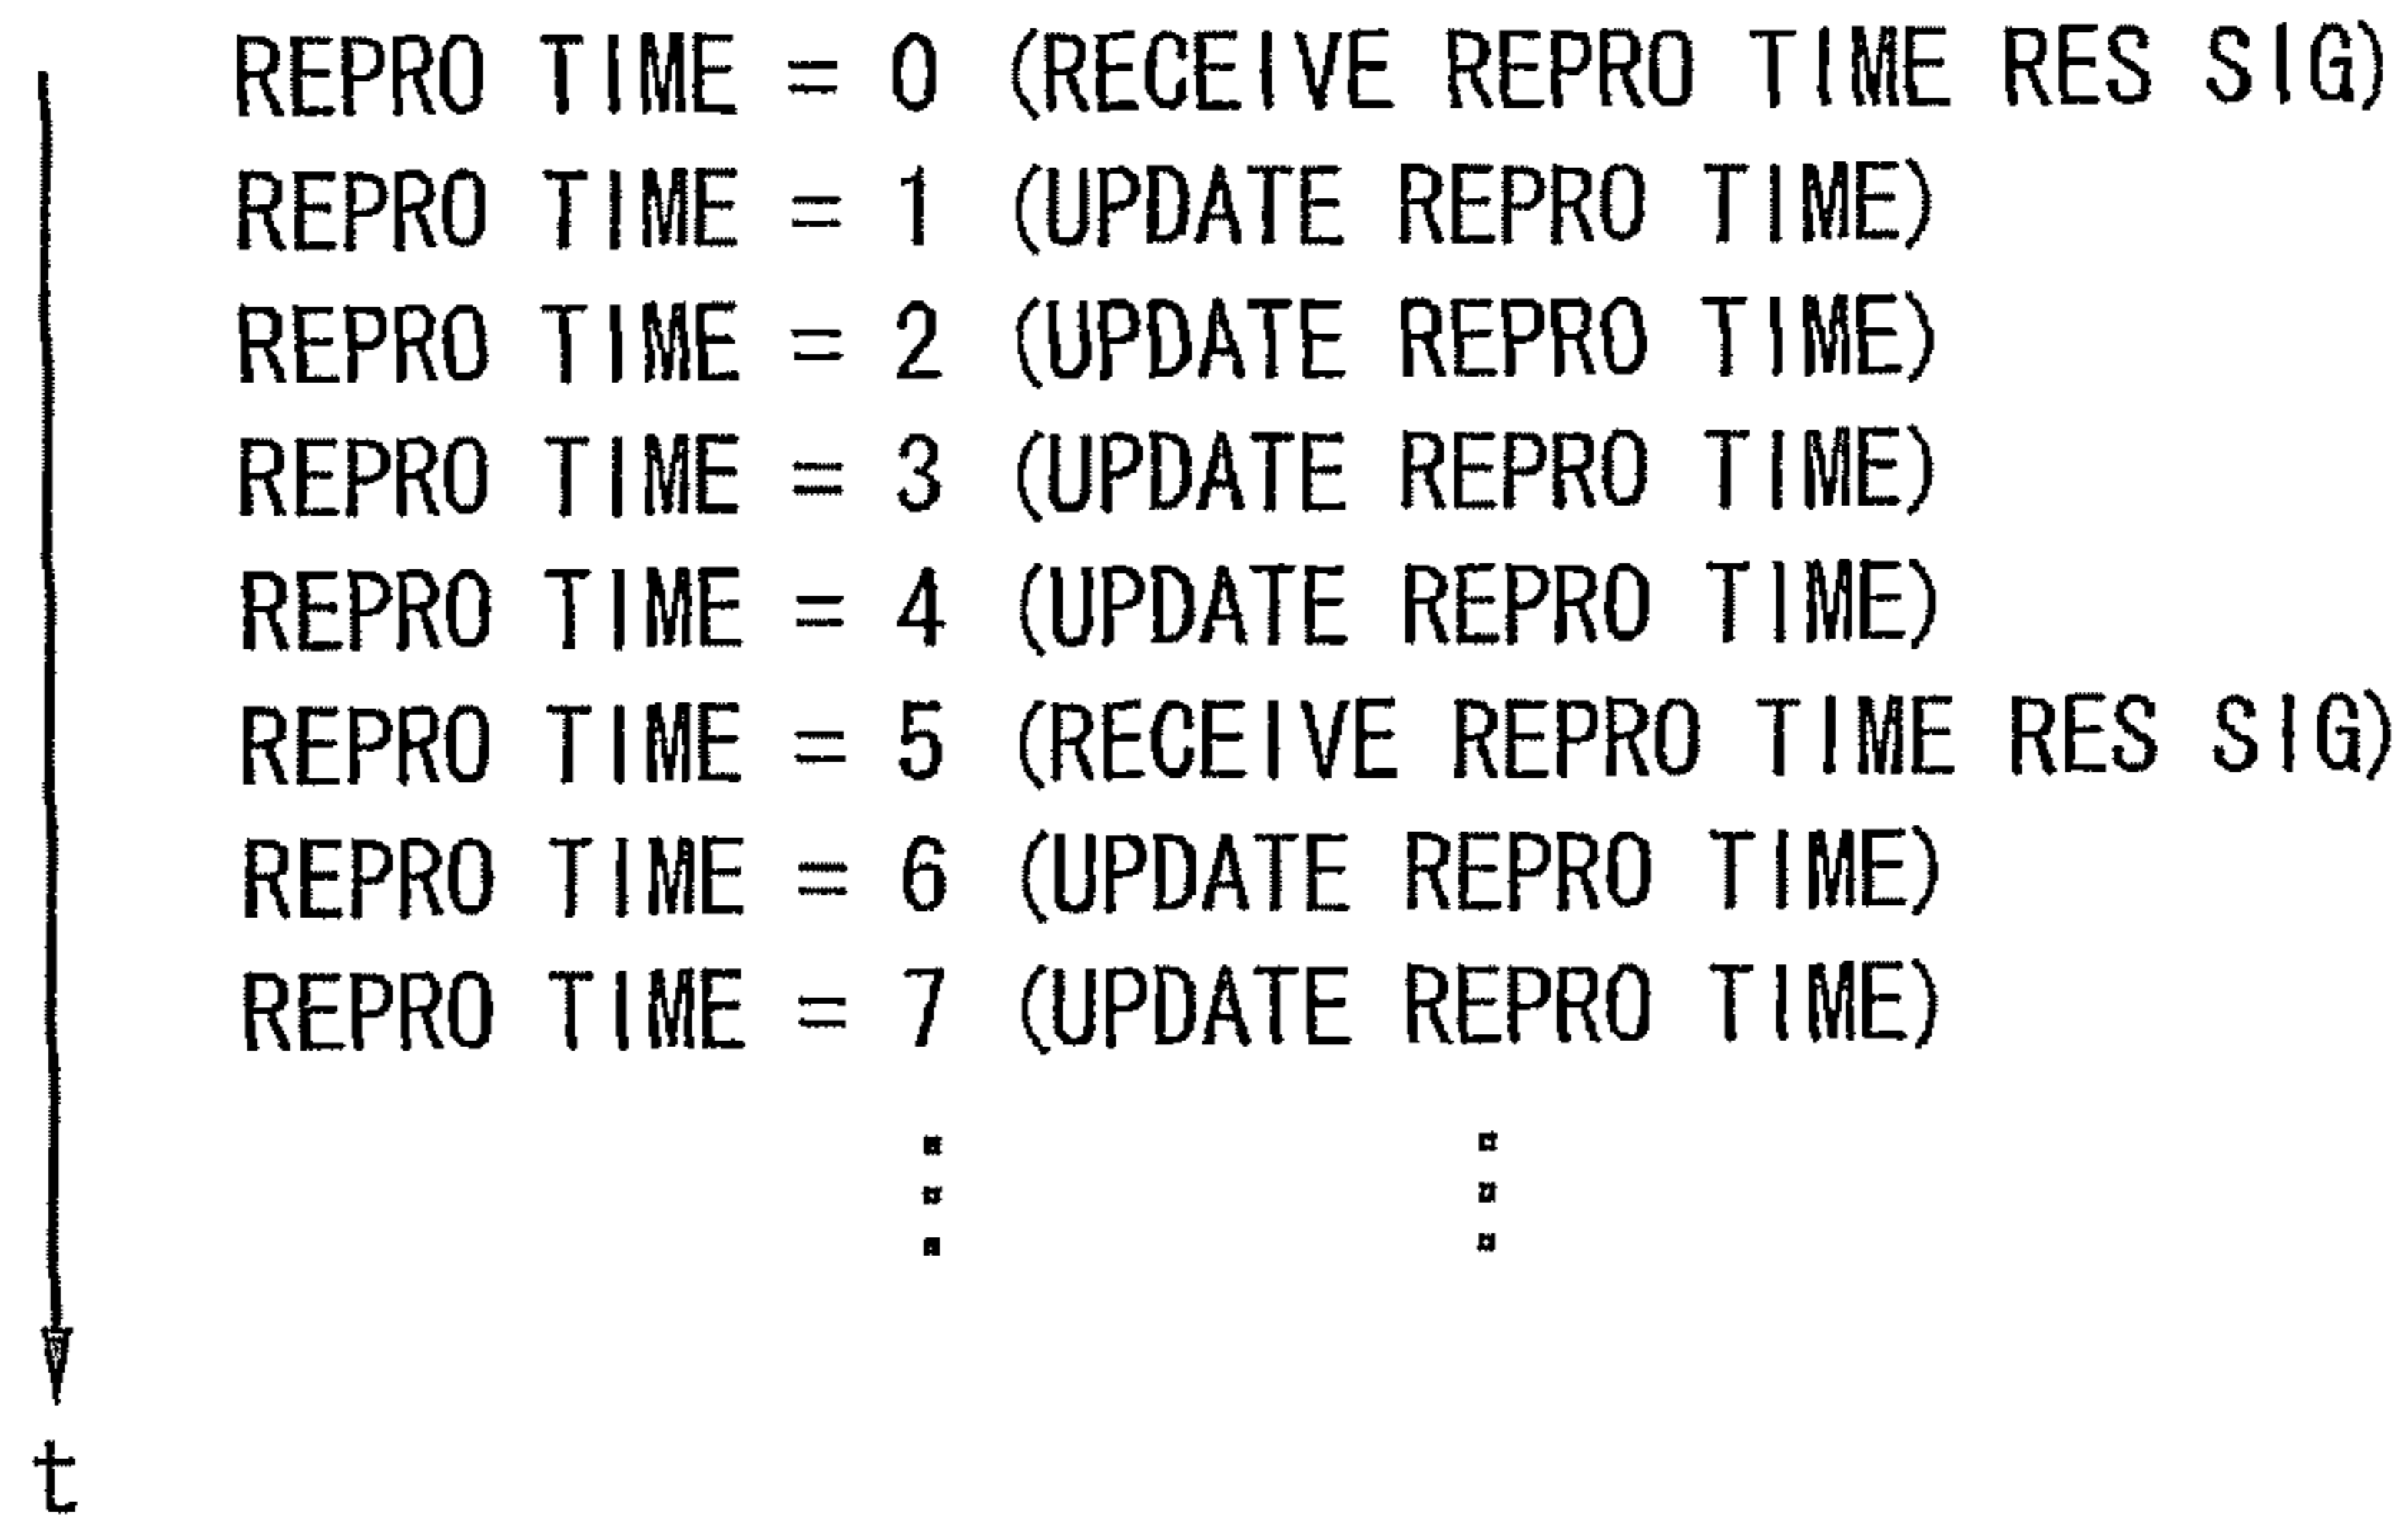 REPRO TIME = 0 (RECEIVE REPRO TIME RES SIG)
REPRO TIME = 1 (UPDATE REPRO TIME)
REPRO TIME = 2 (UPDATE REPRO TIME)
REPRO TIME = 3 (UPDATE REPRO TIME)
REPRO TIME = 4 (UPDATE REPRO TIME)
REPRO TIME = 5 (RECEIVE REPRO TIME RES SIG)
REPRO TIME = 6 (UPDATE REPRO TIME)
REPRO TIME = 7 (UPDATE REPRO TIME)
t